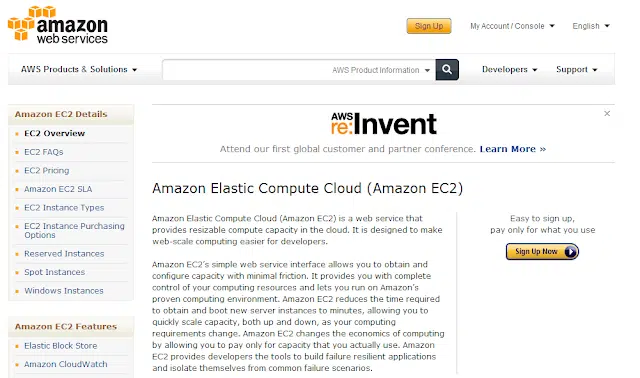 amazon
web services
Sign Up
My Account / Console
English
AWS Products & Solutions
AWS Product Information
Developers
Support
Amazon EC2 Details
EC2 Overview
EC2 FAQs
EC2 Pricing
Amazon EC2 SLA
EC2 Instance Types
EC2 Instance Purchasing
Options
Reserved Instances
Spot Instances
Windows Instances
Amazon EC2 Features
Elastic Block Store
Amazon CloudWatch
AWS
re:Invent
Attend our first global customer and partner conference. Learn More »
Amazon Elastic Compute Cloud (Amazon EC2)
Amazon Elastic Compute Cloud (Amazon EC2) is a web service that
provides resizable compute capacity in the cloud. It is designed to make
web-scale computing easier for developers.
Amazon EC2's simple web service interface allows you to obtain and
configure capacity with minimal friction. It provides you with complete
control of your computing resources and lets you run on Amazon's
proven computing environment. Amazon EC2 reduces the time required
to obtain and boot new server instances to minutes, allowing you to
quickly scale capacity, both up and down, as your computing
requirements change. Amazon EC2 changes the economics of computing
by allowing you to pay only for capacity that you actually use. Amazon
EC2 provides developers the tools to build failure resilient applications
and isolate themselves from common failure scenarios.
Easy to sign up,
pay only for what you use
Sign Up Now